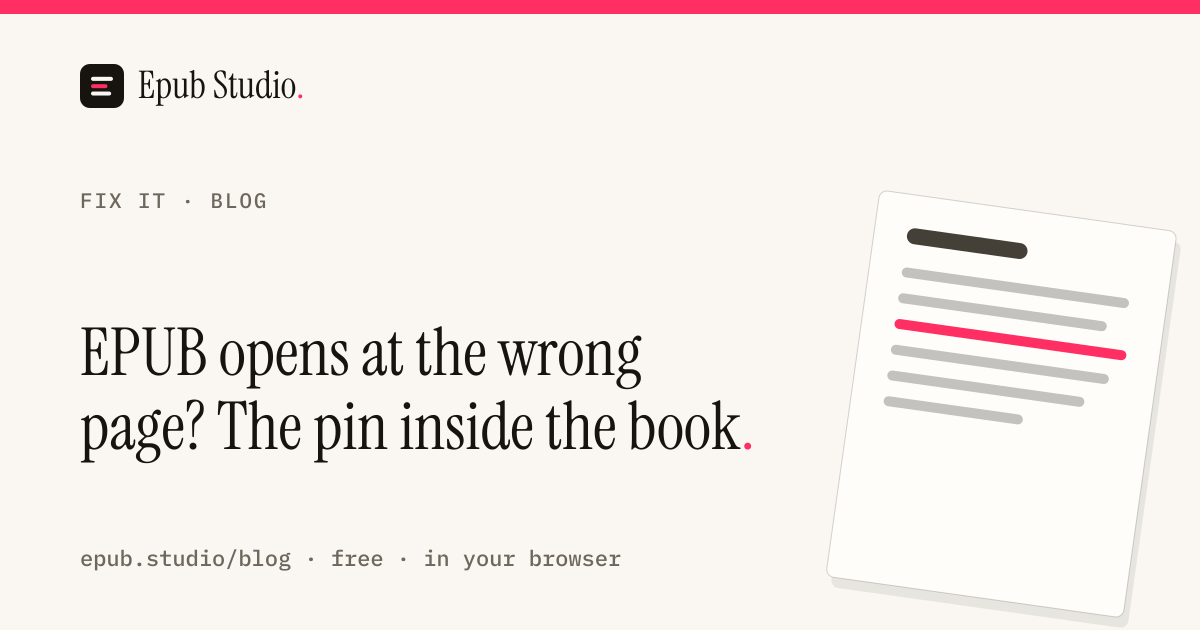 Epub Studio.
FIX IT · BLOG
EPUB opens at the wrong
page? The pin inside the book.
epub.studio/blog · free · in your browser